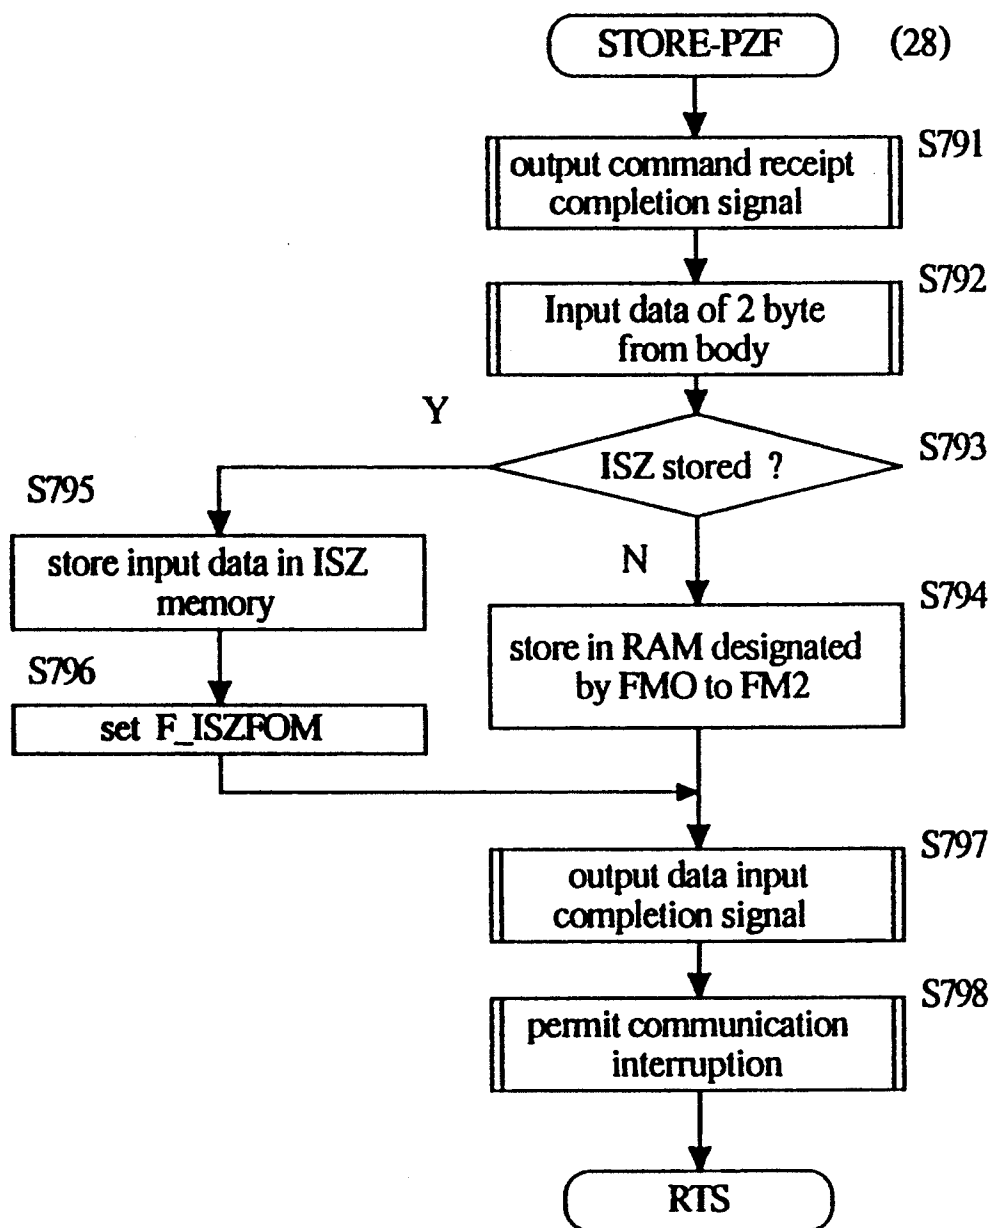 STORE-PZF (28)
S791
output command receipt
completion signal
S792
Input data of 2 byte
from body
Y
S793
ISZ stored ?
S795
store input data in ISZ
memory
N
S794
store in RAM designated
by FMO to FM2
S796
set F_ISZFOM
S797
output data input
completion signal
S798
permit communication
interruption
RTS